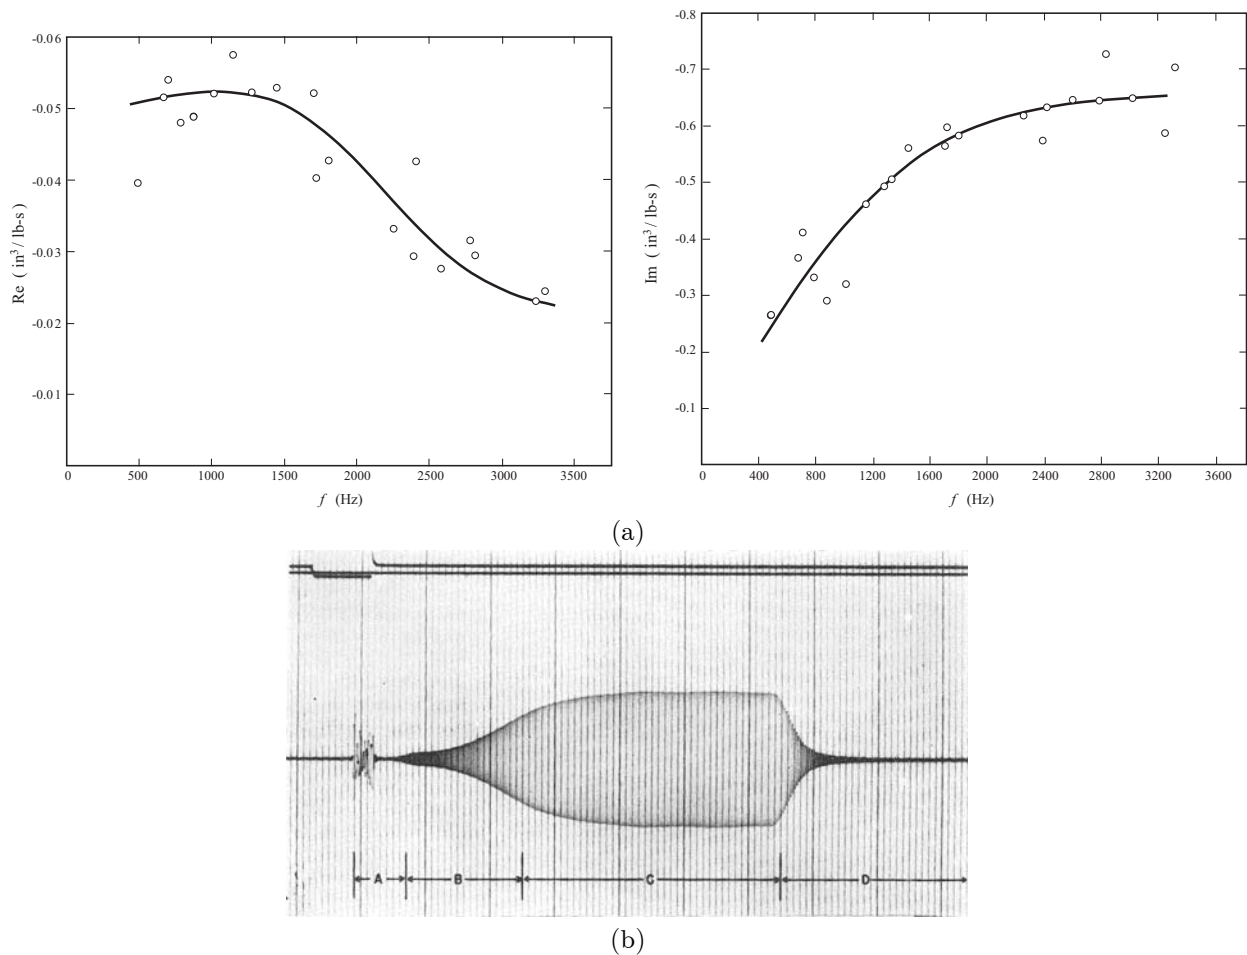 -0.06
-0.05
-0.04
-0.03
-0.02
-0.01
Re ( in³ / lb-s )
0 500 1000 1500 2000 2500 3000 3500
f (Hz)
-0.8
-0.7
-0.6
-0.5
-0.4
-0.3
-0.2
-0.1
Im ( in³ / lb-s )
0 400 800 1200 1600 2000 2400 2800 3200 3600
f (Hz)
(a)
A B C D
(b)